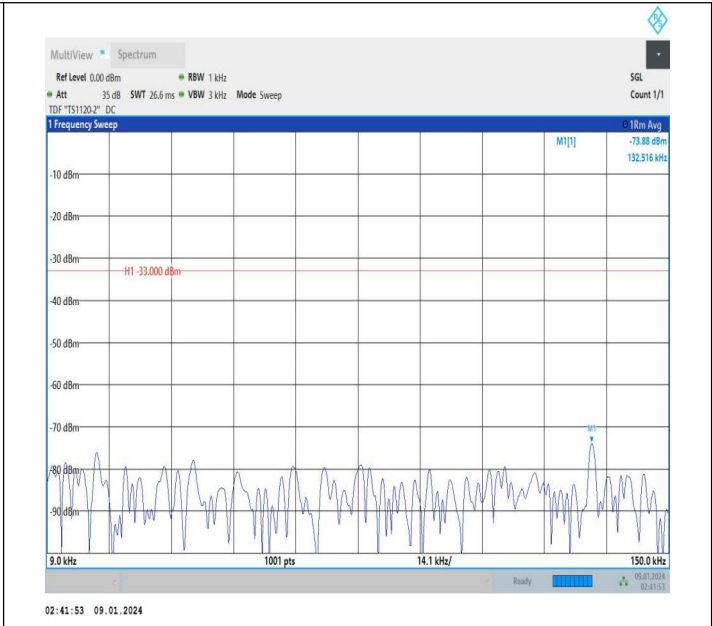 R S
MultiView Spectrum
Ref Level 0.00 dBm RBW 1 kHz SGL
Att 35 dB SWT 26.6 ms VBW 3 kHz Mode Sweep Count 1/1
TDF "TS1120-2" DC
1 Frequency Sweep 1Rm Avg
M1[1] -73.88 dBm
132.516 kHz
-10 dBm
-20 dBm
-30 dBm
H1 -33.000 dBm
-40 dBm
-50 dBm
-60 dBm
-70 dBm
M1
-80 dBm
-90 dBm
9.0 kHz 1001 pts 14.1 kHz/ 150.0 kHz
Ready 09.01.2024
02:41:53
02:41:53 09.01.2024